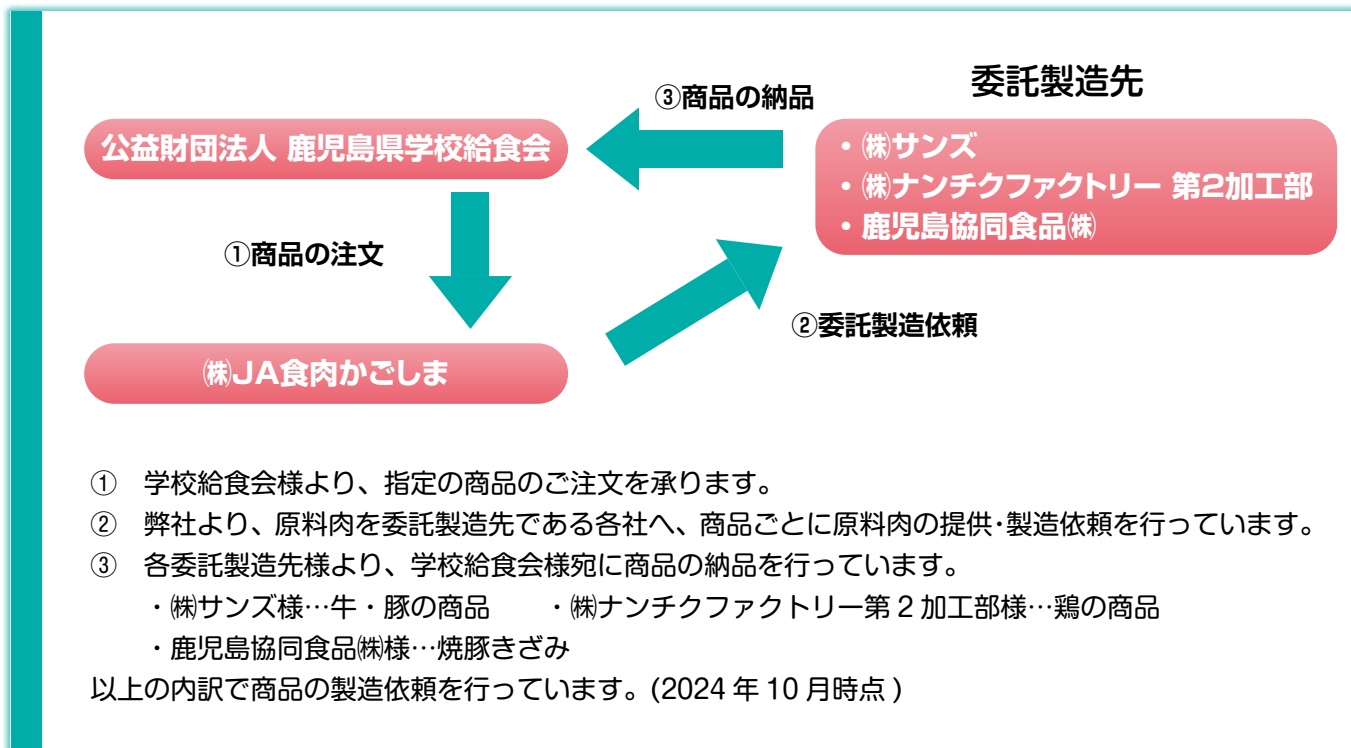 委託製造先
③商品の納品
公益財団法人 鹿児島県学校給食会
・㈱サンズ
・㈱ナンチクファクトリー 第2加工部
・鹿児島協同食品㈱
①商品の注文
②委託製造依頼
㈱JA食肉かごしま
①　学校給食会様より、指定の商品のご注文を承ります。
②　弊社より、原料肉を委託製造先である各社へ、商品ごとに原料肉の提供･製造依頼を行っています。
③　各委託製造先様より、学校給食会様宛に商品の納品を行っています。
・㈱サンズ様…牛・豚の商品　　・㈱ナンチクファクトリー第 2 加工部様…鶏の商品
・鹿児島協同食品㈱様…焼豚きざみ
以上の内訳で商品の製造依頼を行っています。(2024 年 10 月時点 )